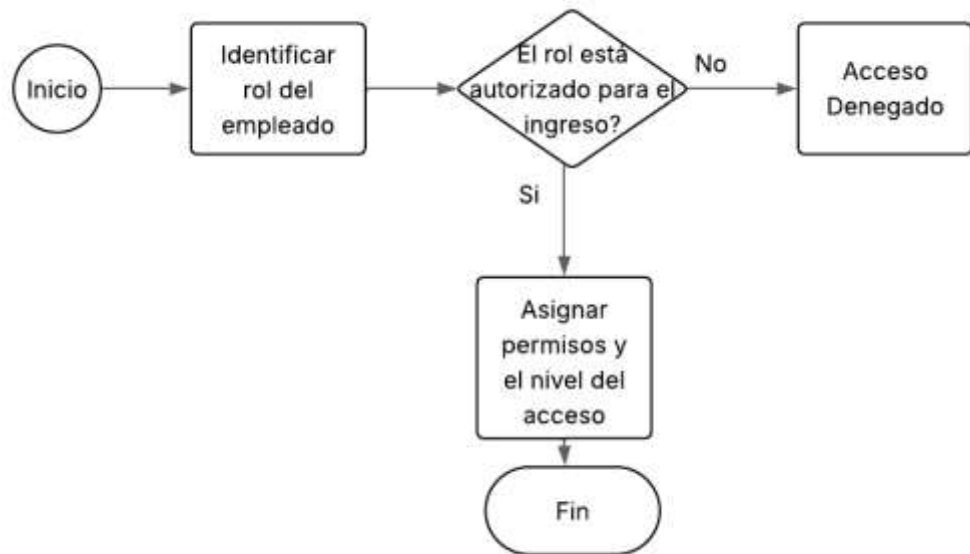 Inicio
Identificar
rol del
empleado
El rol está
autorizado para el
ingreso?
No
Acceso
Denegado
Si
Asignar
permisos y
el nivel del
acceso
Fin